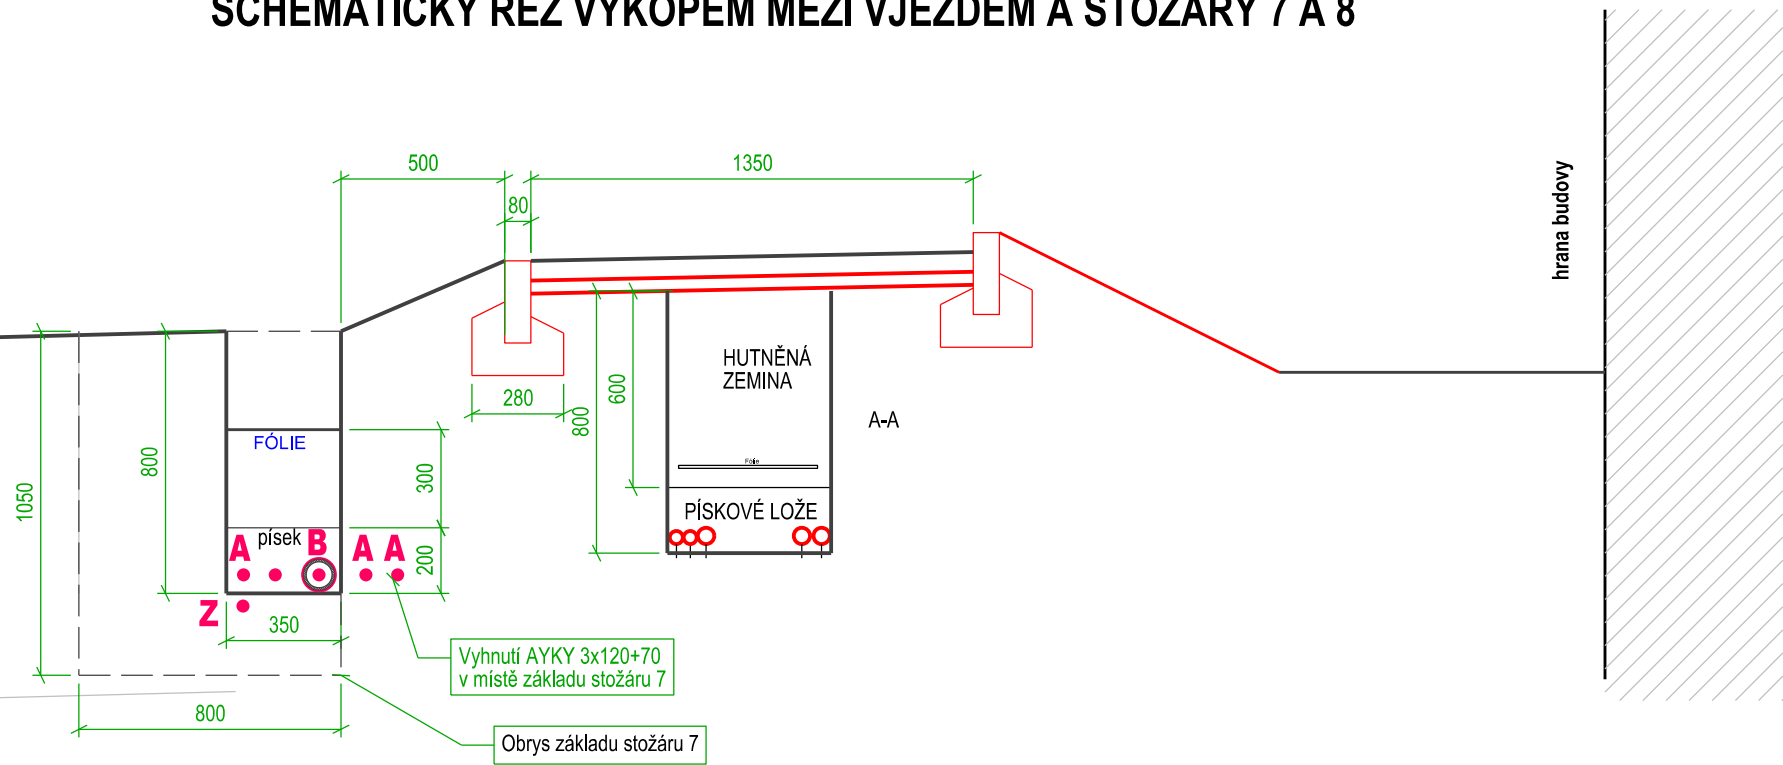 SCHEMATICKÝ ŘEZ VÝKOPEM MEZI VJEZDEM A STOŽÁRY 7 A 8
500
1350
80
hrana budovy
HUTNĚNÁ
ZEMINA
600
280
800
A-A
FÓLIE
800
300
1050
Fólie
PÍSKOVÉ LOŽE
písek
A
B
A
A
200
Z
350
Vyhnutí AYKY 3x120+70
v místě základu stožáru 7
800
Obrys základu stožáru 7